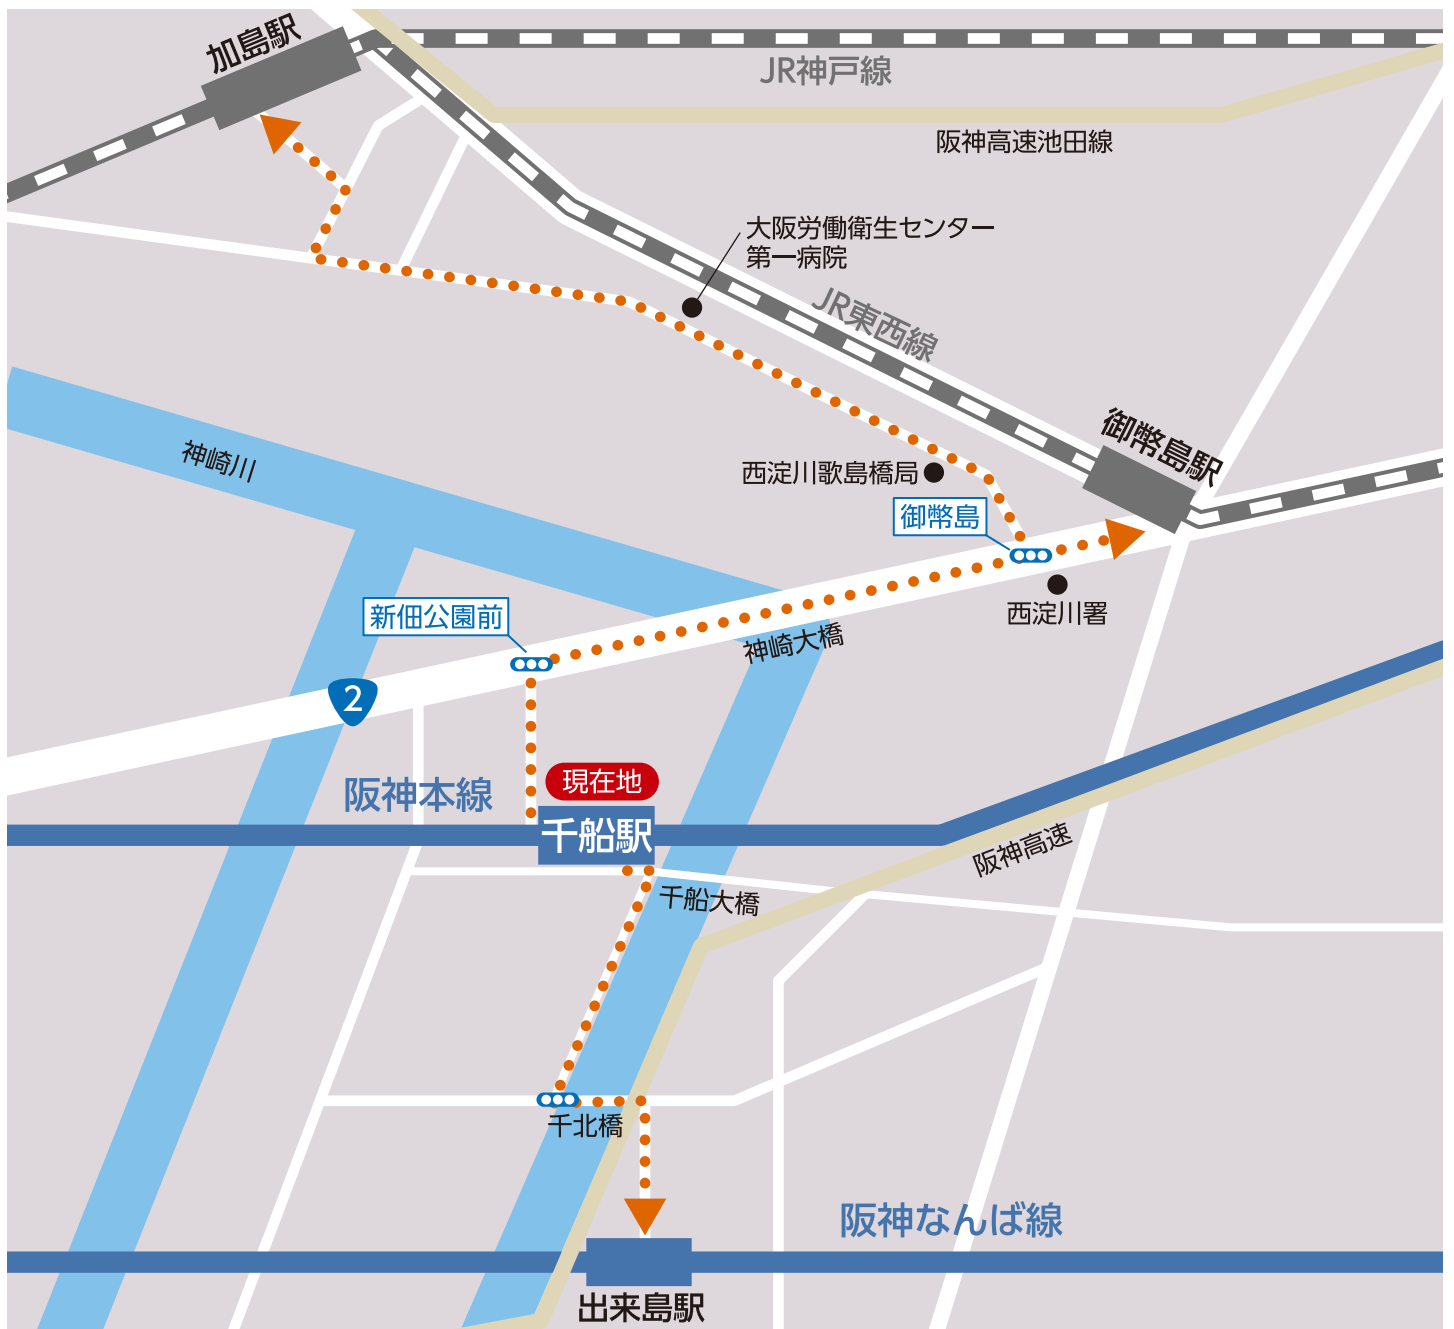 加島駅
JR神戸線
阪神高速池田線
大阪労働衛生センター
第一病院
JR東西線
御幣島駅
神崎川
西淀川歌島橋局
御幣島
新佃公園前
西淀川署
神崎大橋
2
現在地
阪神本線
千船駅
阪神高速
千船大橋
千北橋
阪神なんば線
出来島駅